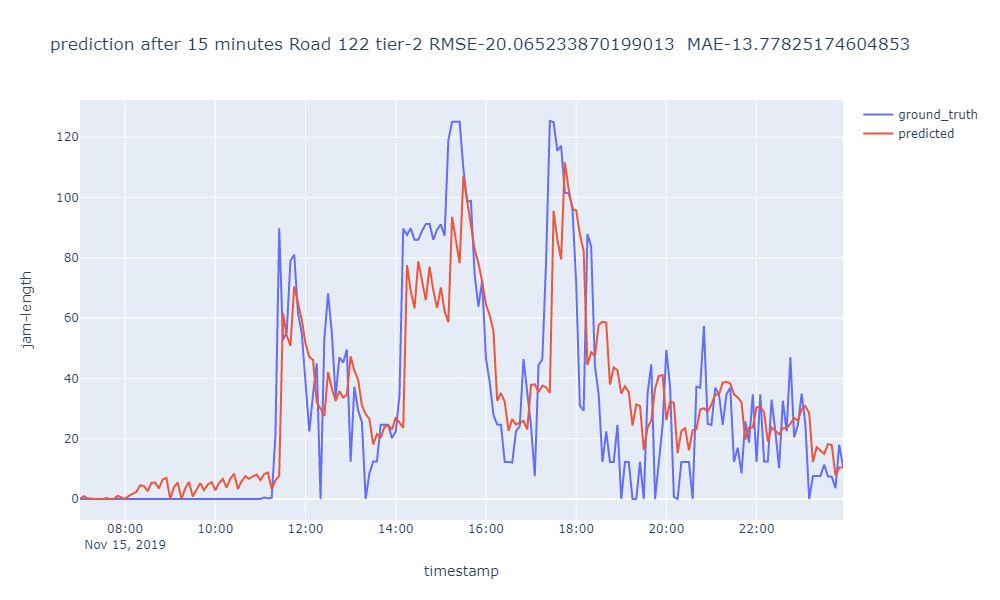 prediction after 15 minutes Road 122 tier-2 RMSE-20.065233870199013  MAE-13.77825174604853
ground_truth
predicted
120
100
80
60
40
20
0
jam-length
08:00 10:00 12:00 14:00 16:00 18:00 20:00 22:00
Nov 15, 2019
timestamp